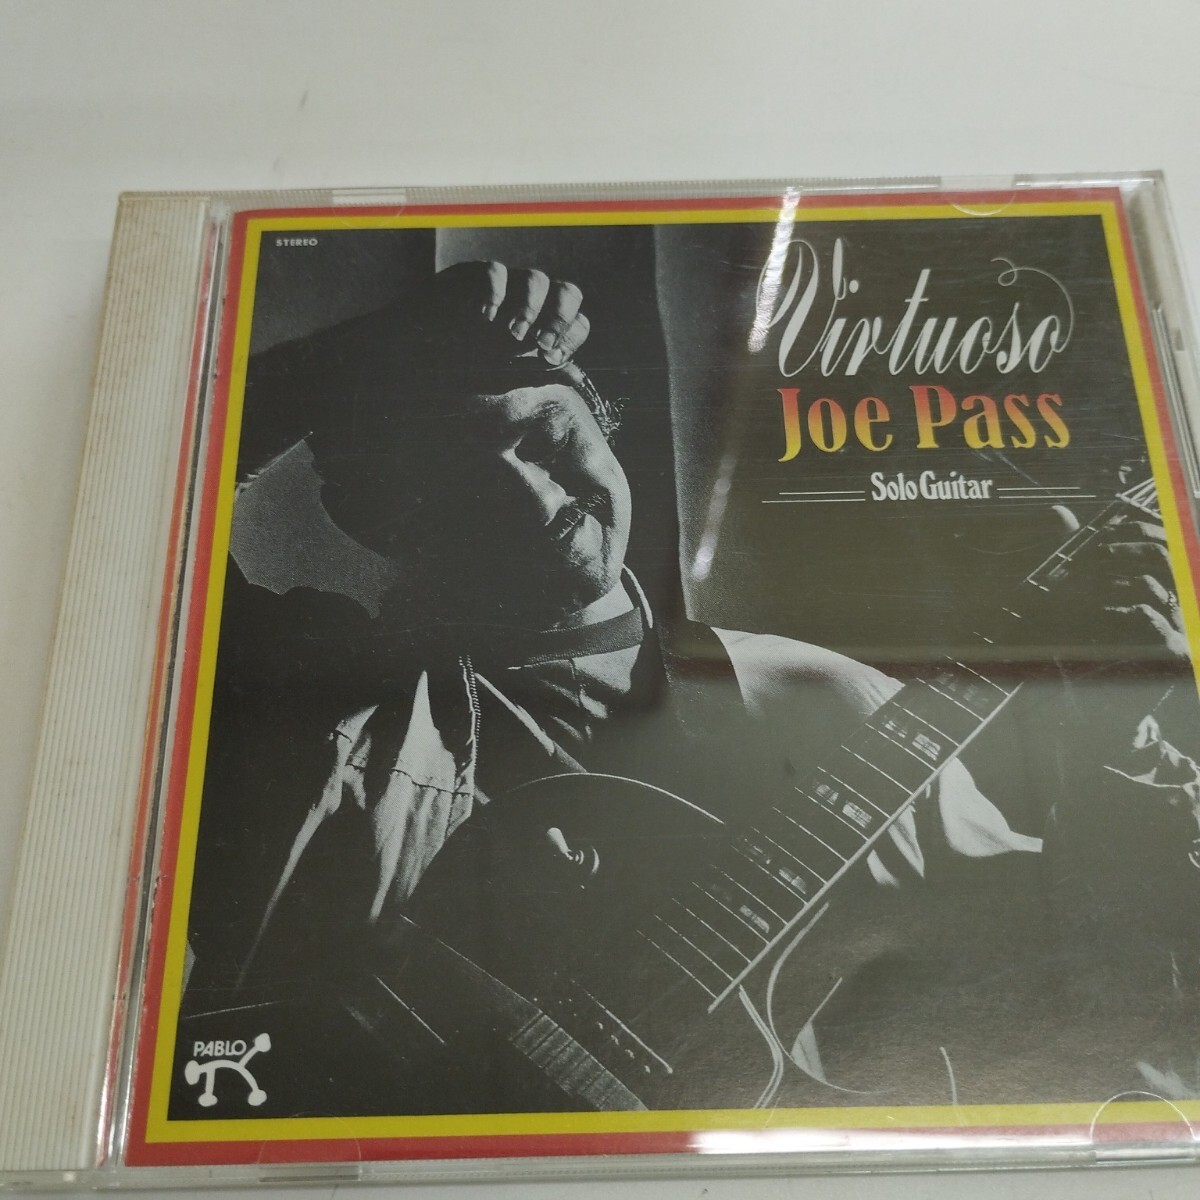 STEREO
Virtuoso
Joe Pass
Solo Guitar
PABLO